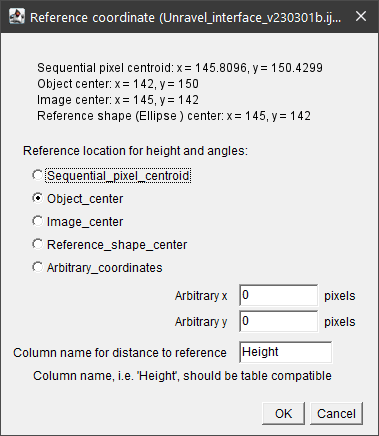 Reference coordinate (Unravel_interface_v230301b.ij...
Sequential pixel centroid: x = 145.8096, y = 150.4299
Object center: x = 142, y = 150
Image center: x = 145, y = 142
Reference shape (Ellipse ) center: x = 145, y = 142
Reference location for height and angles:
Sequential_pixel_centroid
Object_center
Image_center
Reference_shape_center
Arbitrary_coordinates
Arbitrary x 0 pixels
Arbitrary y 0 pixels
Column name for distance to reference Height
Column name, i.e. 'Height', should be table compatible
OK Cancel